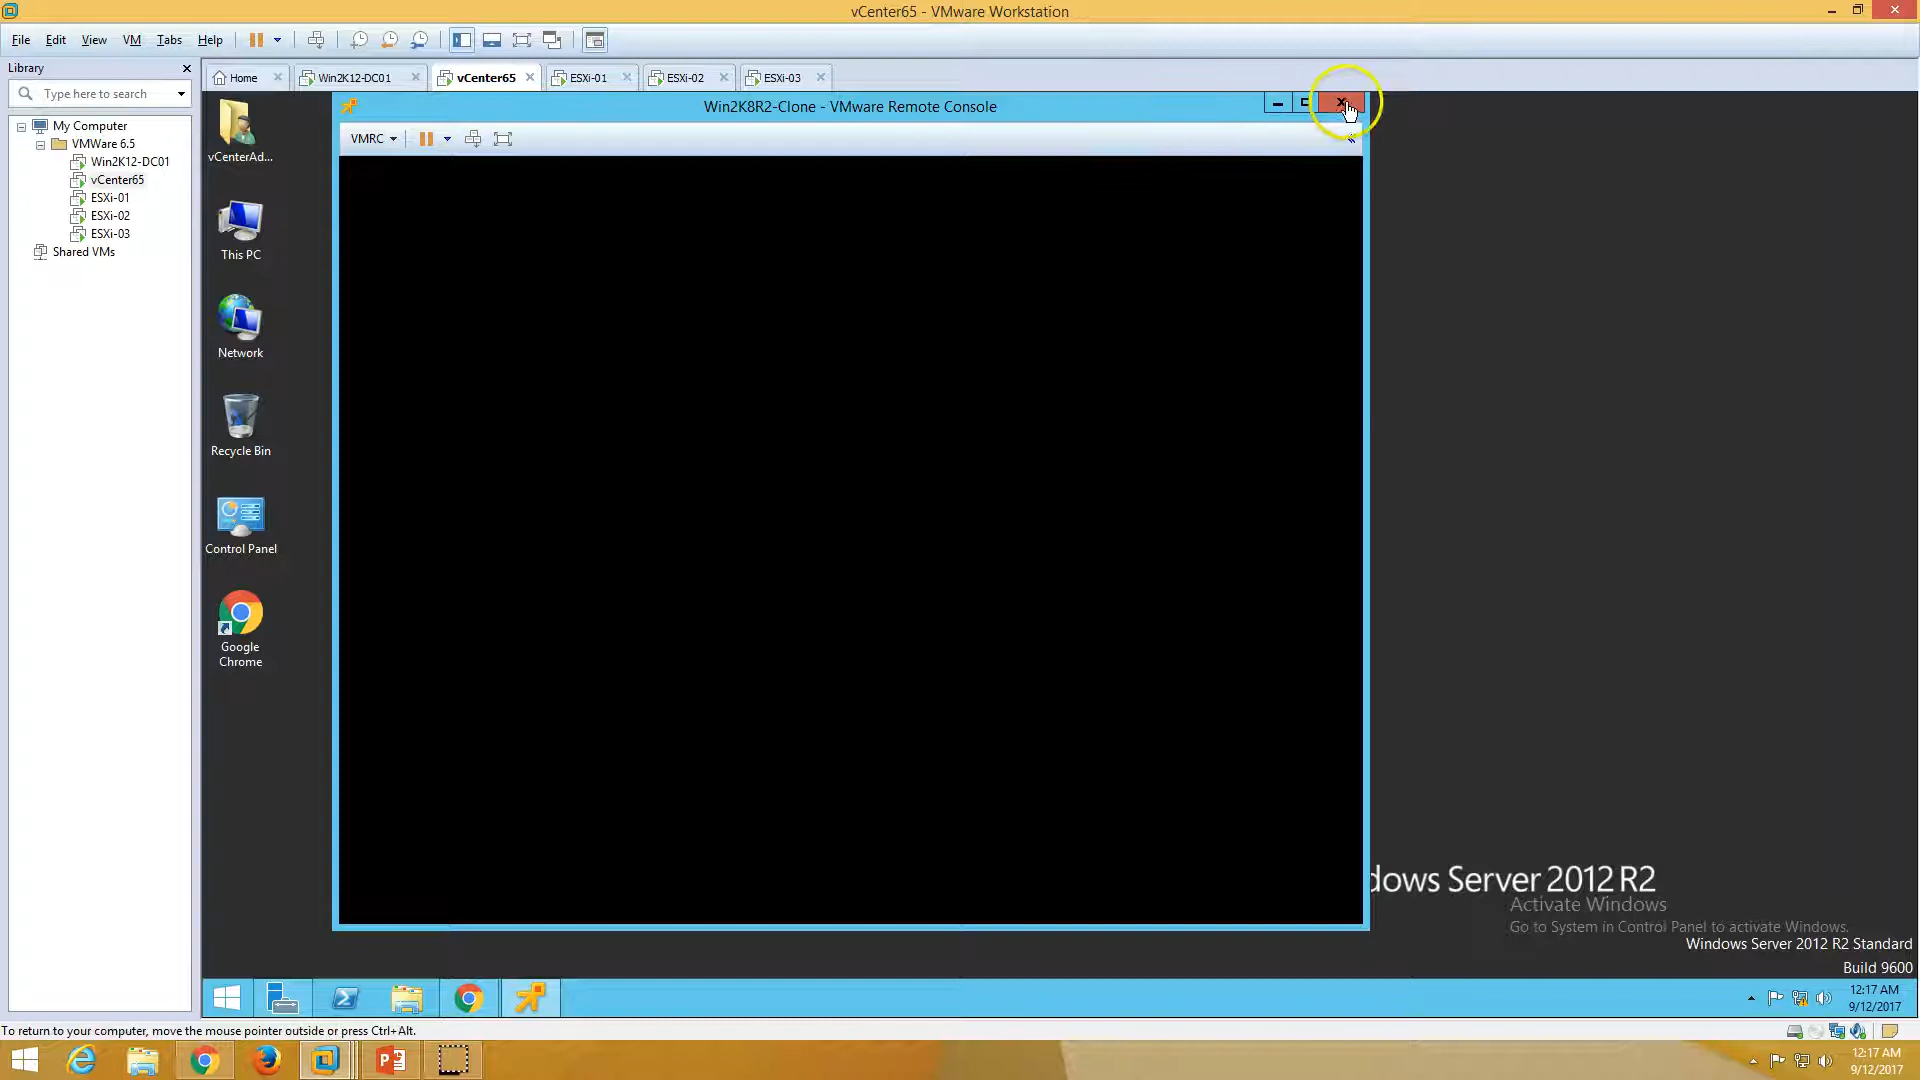 vCenter65 - VMware Workstation
File Edit View VM Tabs Help
Library
Type here to search
My Computer
VMWare 6.5
Win2K12-DC01
vCenter65
ESXi-01
ESXi-02
ESXi-03
Shared VMs
Home
Win2K12-DC01
vCenter65
ESXi-01
ESXi-02
ESXi-03
vCenterAd...
This PC
Network
Recycle Bin
Control Panel
Google
Chrome
Win2K8R2-Clone - VMware Remote Console
VMRC
dows Server 2012 R2
Activate Windows
Go to System in Control Panel to activate Windows.
Windows Server 2012 R2 Standard
Build 9600
12:17 AM
9/12/2017
To return to your computer, move the mouse pointer outside or press Ctrl+Alt.
12:17 AM
9/12/2017